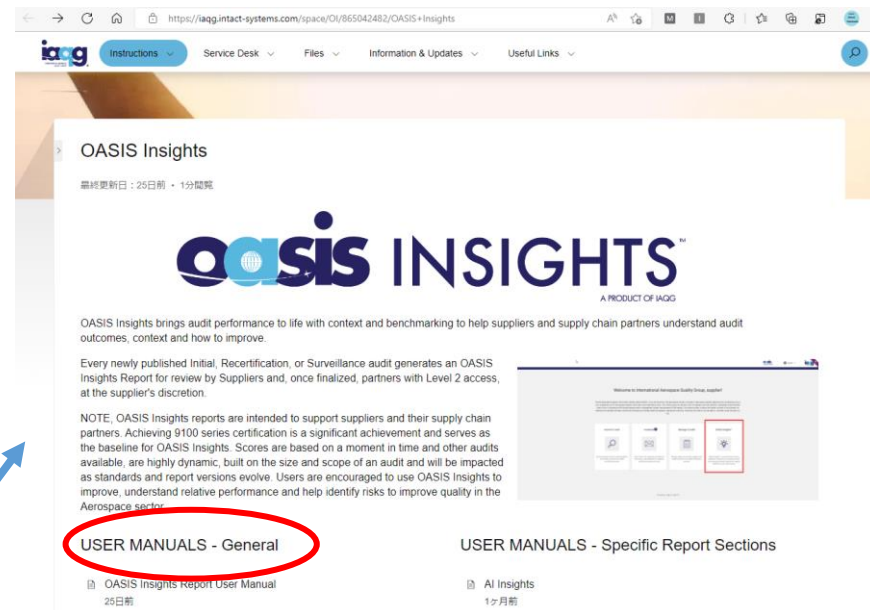 https://iaqg.intact-systems.com/space/OI/865042482/OASIS+Insights
iaqg
Instructions
Service Desk
Files
Information & Updates
Useful Links
OASIS Insights
最終更新日：25日前 • 1分閲覧
oasis INSIGHTS™
A PRODUCT OF IAQG
OASIS Insights brings audit performance to life with context and benchmarking to help suppliers and supply chain partners understand audit
outcomes, context and how to improve.
Every newly published Initial, Recertification, or Surveillance audit generates an OASIS
Insights Report for review by Suppliers and, once finalized, partners with Level 2 access,
at the supplier's discretion.
NOTE, OASIS Insights reports are intended to support suppliers and their supply chain
partners. Achieving 9100 series certification is a significant achievement and serves as
the baseline for OASIS Insights. Scores are based on a moment in time and other audits
available, are highly dynamic, built on the size and scope of an audit and will be impacted
as standards and report versions evolve. Users are encouraged to use OASIS Insights to
improve, understand relative performance and help identify risks to improve quality in the
Aerospace sector
Welcome to International Aerospace Quality Group, supplier!
USER MANUALS - General
USER MANUALS - Specific Report Sections
OASIS Insights Report User Manual
25日前
AI Insights
1ヶ月前